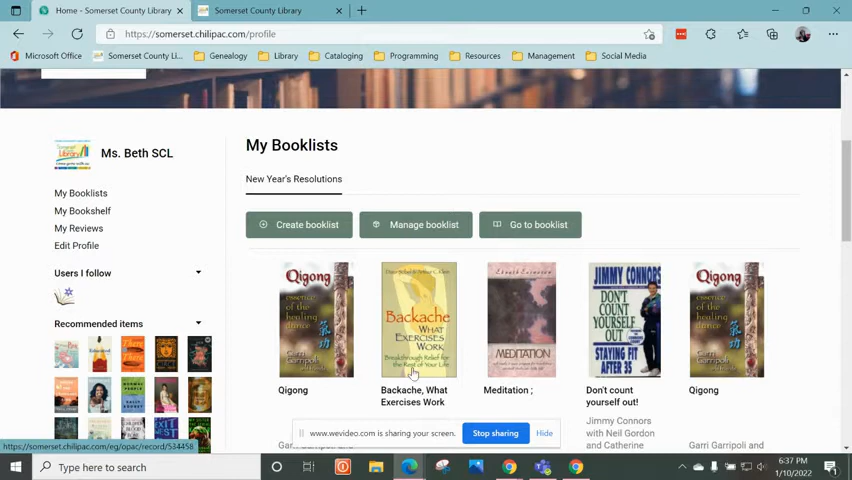 Home - Somerset County Library
Somerset County Library
https://somerset.chilipac.com/profile
Microsoft Office
Somerset County Li...
Genealogy
Library
Cataloging
Programming
Resources
Management
Social Media
Ms. Beth SCL
My Booklists
My Bookshelf
My Reviews
Edit Profile
Users I follow
Recommended items
My Booklists
New Year's Resolutions
Create booklist
Manage booklist
Go to booklist
Qigong
essence of
the healing
dance
Garri Garripoli
Backache
WHAT
EXERCISES
WORK
Breakthrough Relief for
the Rest of Your Life
MEDITATION
JIMMY CONNORS
DON'T
COUNT
YOURSELF
OUT!
STAYING FIT
AFTER 35
Qigong
essence of
the healing
dance
Garri Garripoli
Qigong
Backache, What
Exercises Work
Meditation ;
Don't count
yourself out!
Qigong
Jimmy Connors
with Neil Gordon
and Catherine
Garri Garripoli and
www.wevideo.com is sharing your screen.
Stop sharing
Hide
https://somerset.chilipac.com/eg/opac/record/534458
Type here to search
6:37 PM
1/10/2022